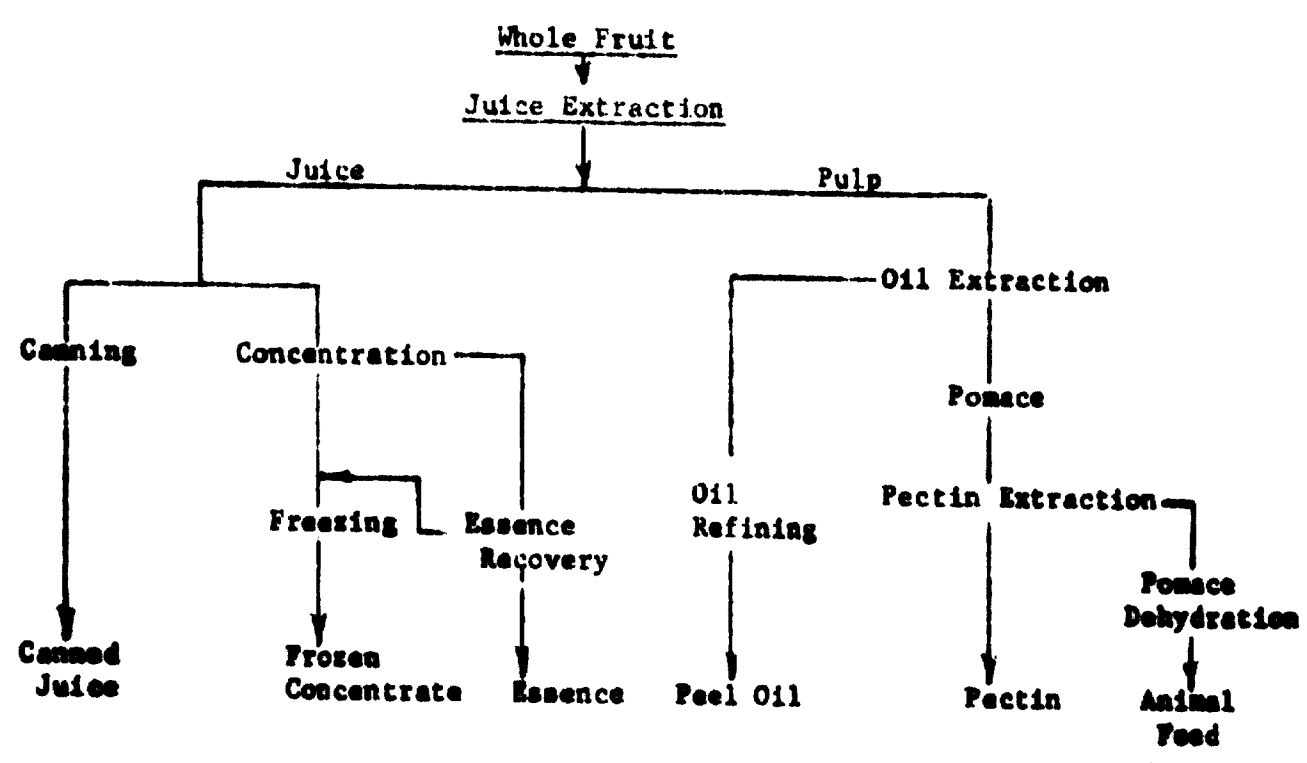 Whole Fruit
Juice Extraction
Juice
Pulp
Oil Extraction
Canning
Concentration
Pomace
Oil
Refining
Pectin Extraction
Freezing
Essence
Recovery
Pomace
Dehydration
Canned
Juice
Frozen
Concentrate
Essence
Peel Oil
Pectin
Animal
Feed